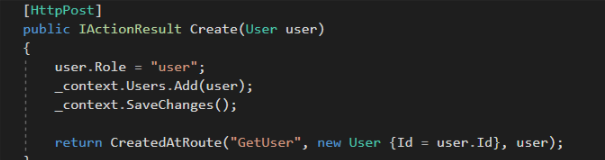 [HttpPost]
public IActionResult Create(User user)
{
user.Role = "user";
_context.Users.Add(user);
_context.SaveChanges();
return CreatedAtRoute("GetUser", new User {Id = user.Id}, user);